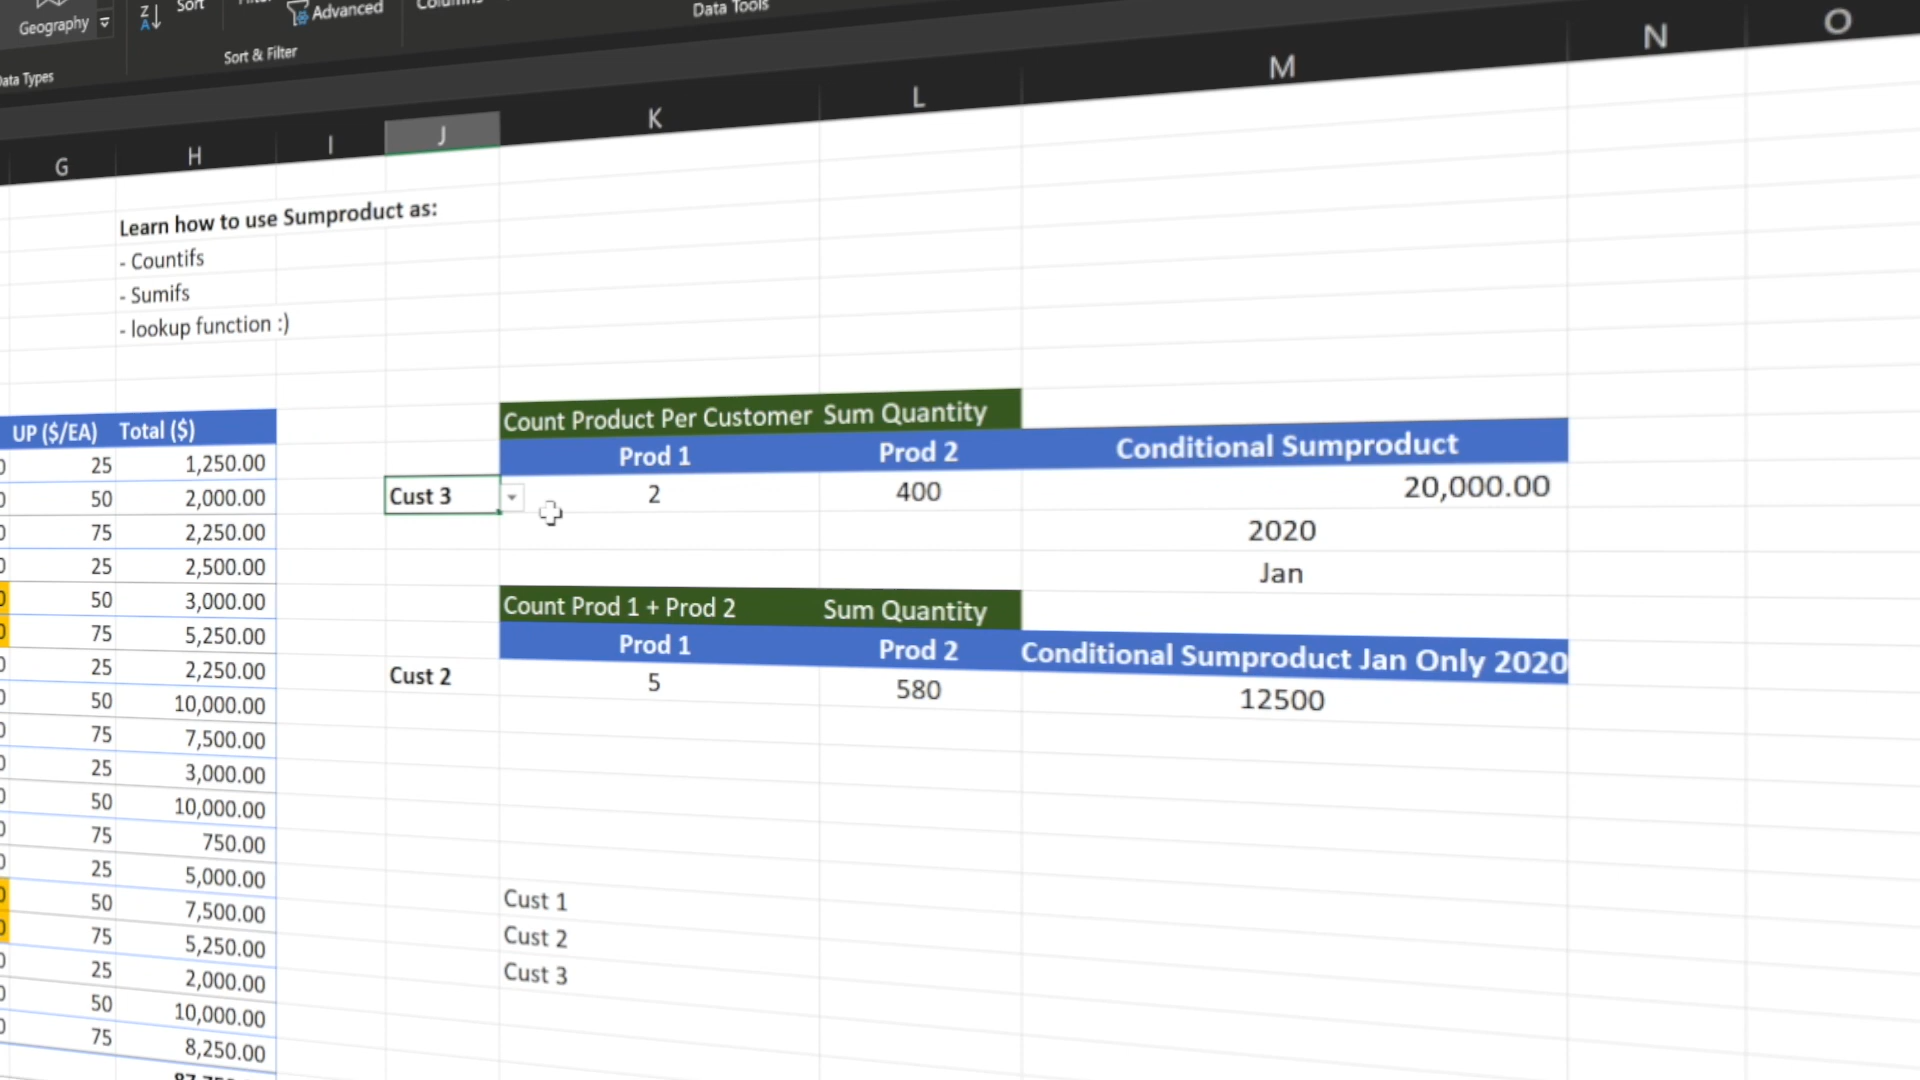 Geography
Sort
Advanced
Sort & Filter
Data Types
Data Tools
G H I J K L M N O
Learn how to use Sumproduct as:
- Countifs
- Sumifs
- lookup function :)
UP ($/EA) Total ($)
25 1,250.00
50 2,000.00
75 2,250.00
25 2,500.00
50 3,000.00
75 5,250.00
25 2,250.00
50 10,000.00
75 7,500.00
25 3,000.00
50 10,000.00
75 750.00
25 5,000.00
50 7,500.00
75 5,250.00
25 2,000.00
50 10,000.00
75 8,250.00
Count Product Per Customer Sum Quantity
Prod 1 Prod 2 Conditional Sumproduct
Cust 3 2 400 20,000.00
2020
Jan
Count Prod 1 + Prod 2 Sum Quantity
Prod 1 Prod 2 Conditional Sumproduct Jan Only 2020
Cust 2 5 580 12500
Cust 1
Cust 2
Cust 3